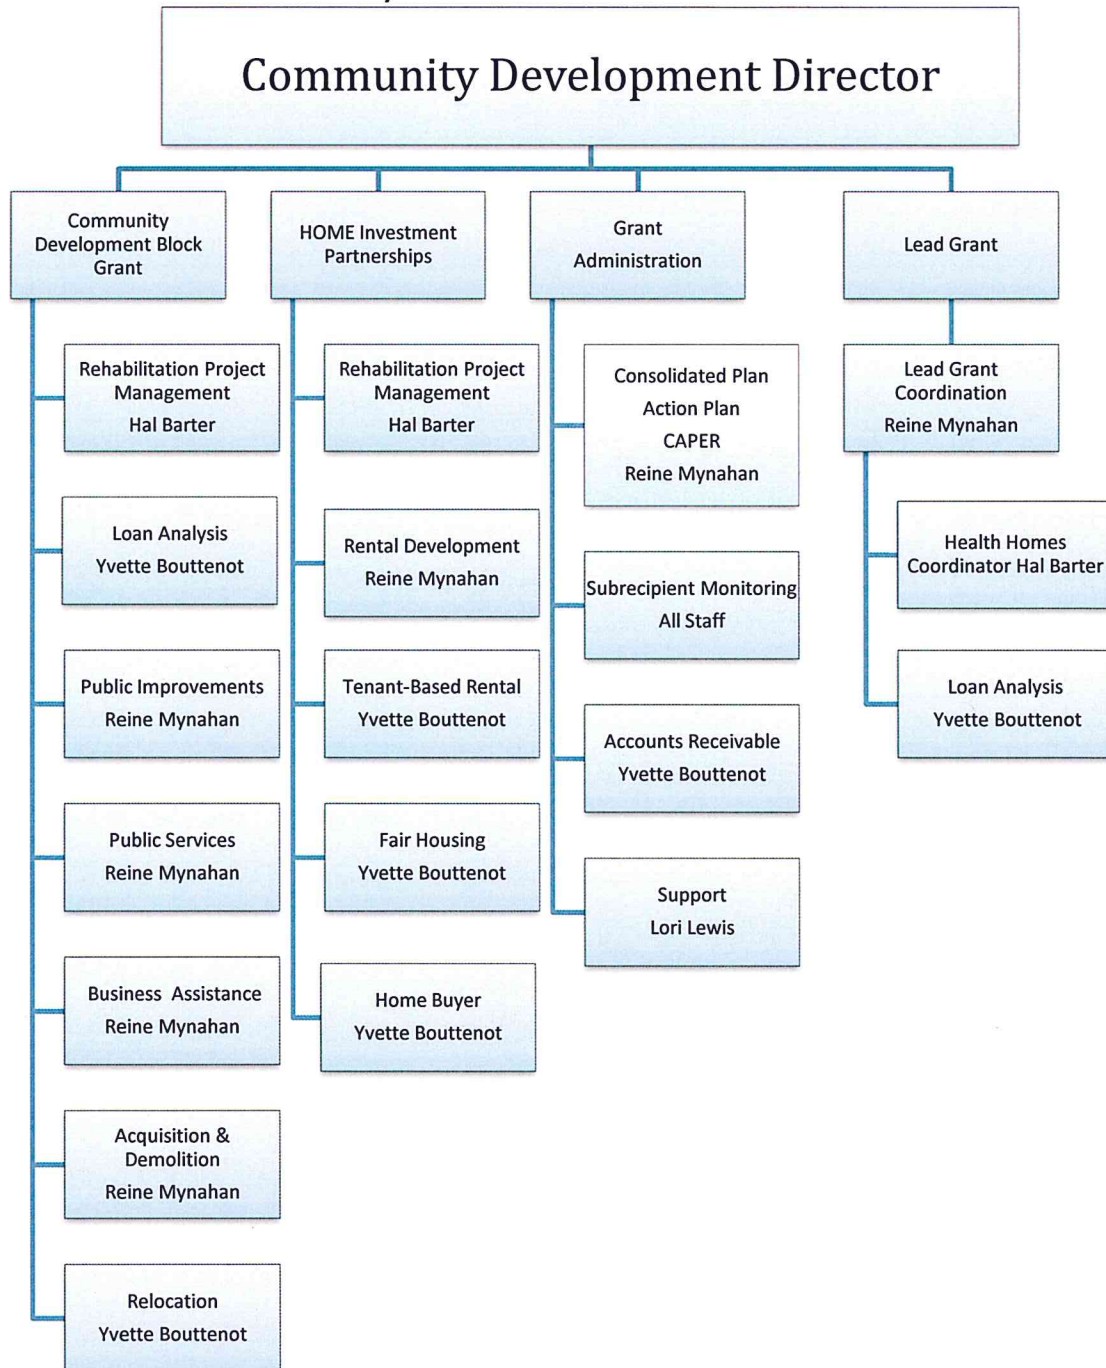 Community Development Director
Community
Development Block
Grant
HOME Investment
Partnerships
Grant
Administration
Lead Grant
Rehabilitation Project
Management
Hal Barter
Loan Analysis
Yvette Bouttenot
Public Improvements
Reine Mynahan
Public Services
Reine Mynahan
Business Assistance
Reine Mynahan
Acquisition &
Demolition
Reine Mynahan
Relocation
Yvette Bouttenot
Rehabilitation Project
Management
Hal Barter
Rental Development
Reine Mynahan
Tenant-Based Rental
Yvette Bouttenot
Fair Housing
Yvette Bouttenot
Home Buyer
Yvette Bouttenot
Consolidated Plan
Action Plan
CAPER
Reine Mynahan
Subrecipient Monitoring
All Staff
Accounts Receivable
Yvette Bouttenot
Support
Lori Lewis
Lead Grant
Coordination
Reine Mynahan
Health Homes
Coordinator Hal Barter
Loan Analysis
Yvette Bouttenot